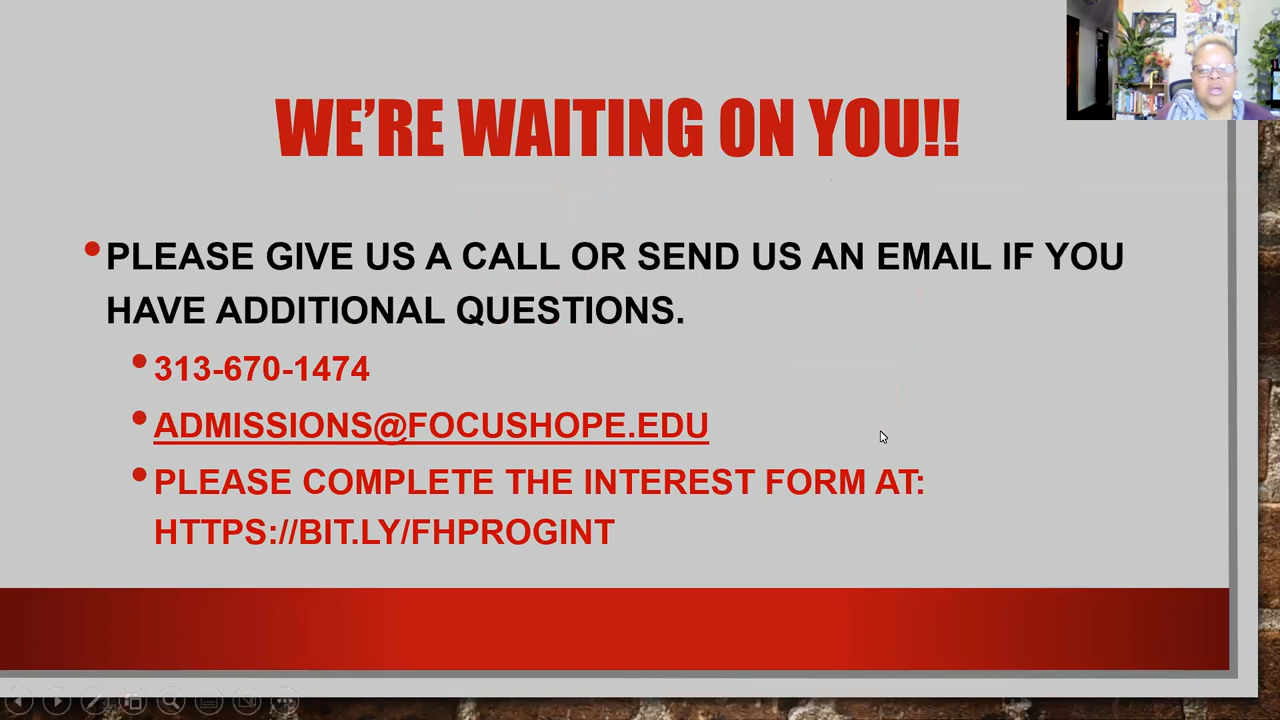 WE'RE WAITING ON YOU!!
PLEASE GIVE US A CALL OR SEND US AN EMAIL IF YOU
HAVE ADDITIONAL QUESTIONS.
313-670-1474
ADMISSIONS@FOCUSHOPE.EDU
PLEASE COMPLETE THE INTEREST FORM AT:
HTTPS://BIT.LY/FHPROGINT